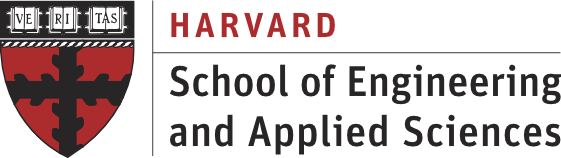 VE RI TAS
HARVARD
School of Engineering
and Applied Sciences